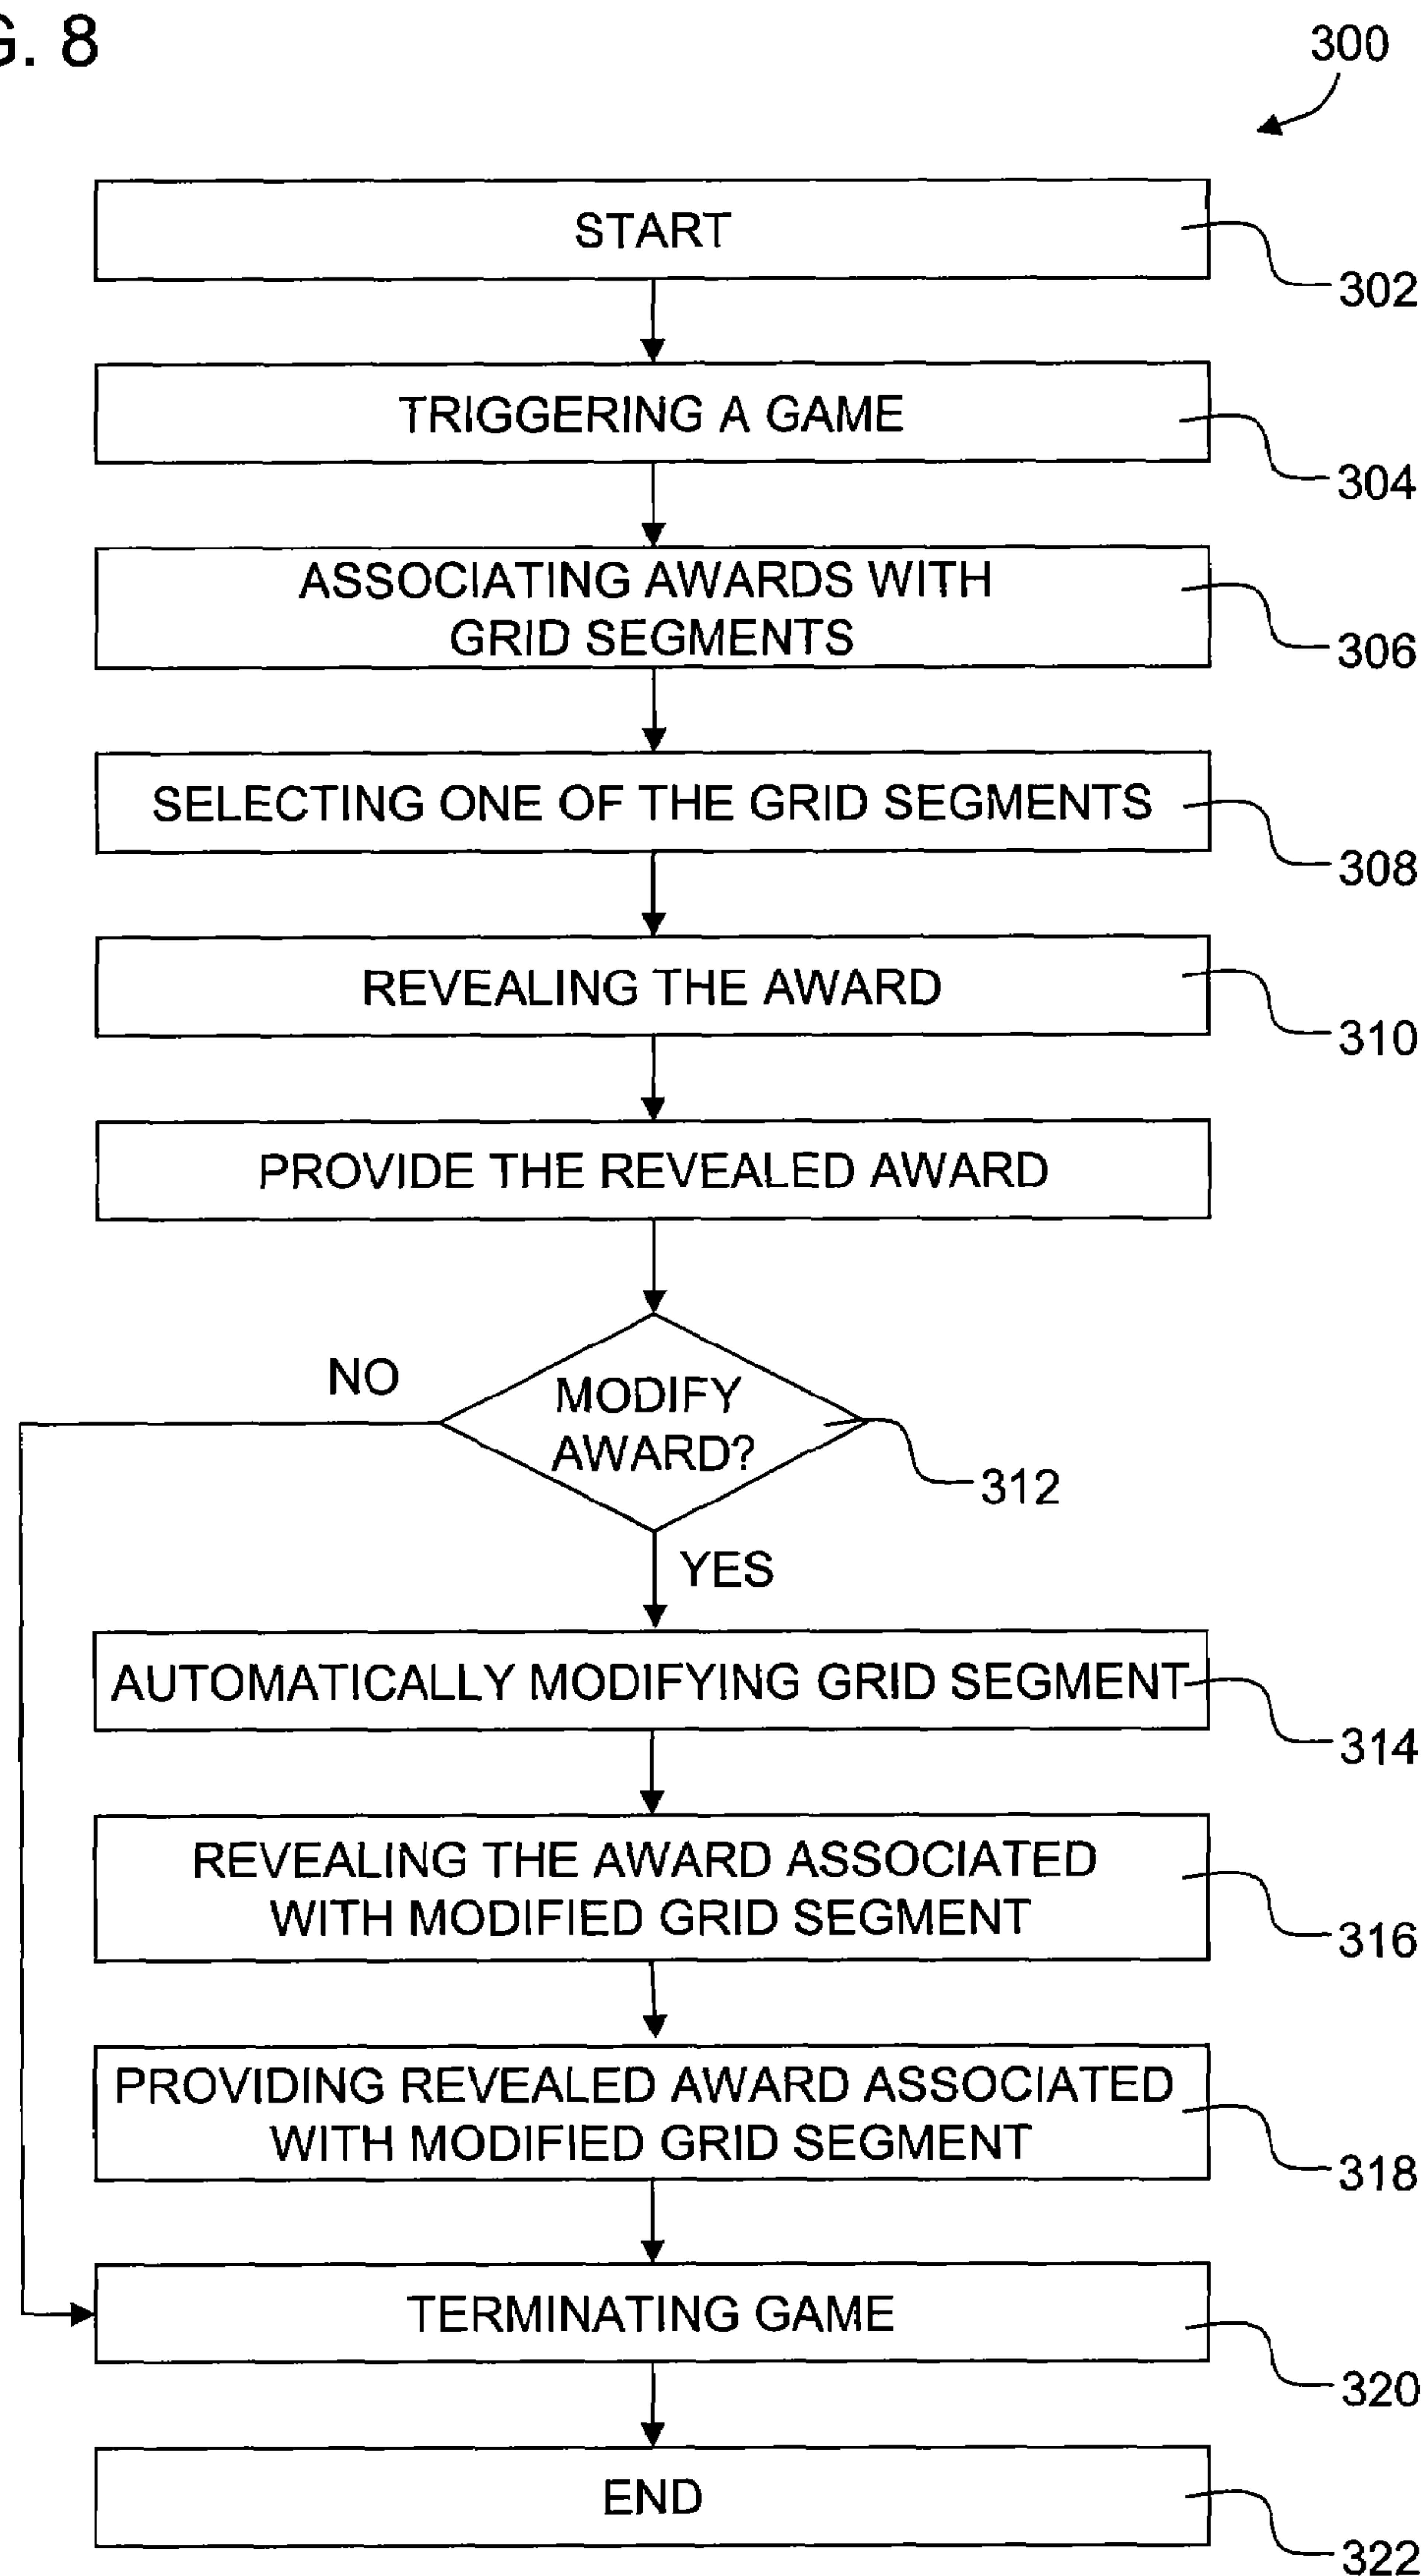 G. 8
300
START
302
TRIGGERING A GAME
304
ASSOCIATING AWARDS WITH
GRID SEGMENTS
306
SELECTING ONE OF THE GRID SEGMENTS
308
REVEALING THE AWARD
310
PROVIDE THE REVEALED AWARD
NO
MODIFY
AWARD?
312
YES
AUTOMATICALLY MODIFYING GRID SEGMENT
314
REVEALING THE AWARD ASSOCIATED
WITH MODIFIED GRID SEGMENT
316
PROVIDING REVEALED AWARD ASSOCIATED
WITH MODIFIED GRID SEGMENT
318
TERMINATING GAME
320
END
322